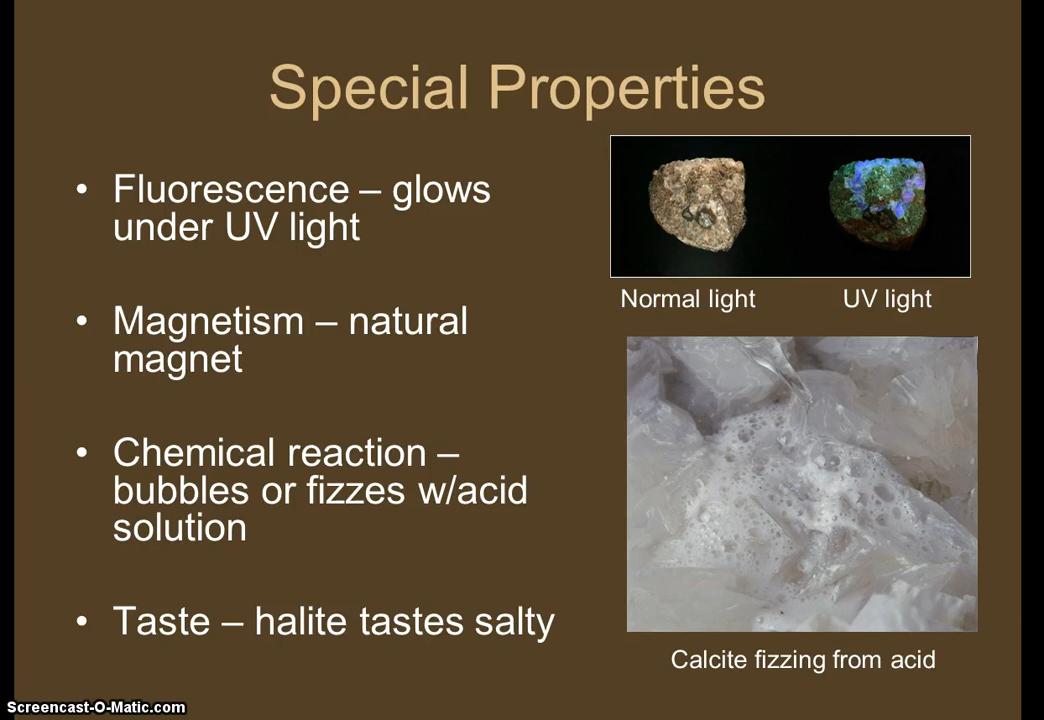 Special Properties
• Fluorescence – glows
under UV light
• Magnetism – natural
magnet
• Chemical reaction –
bubbles or fizzes w/acid
solution
• Taste – halite tastes salty
Normal light
UV light
Calcite fizzing from acid
Screencast-O-Matic.com